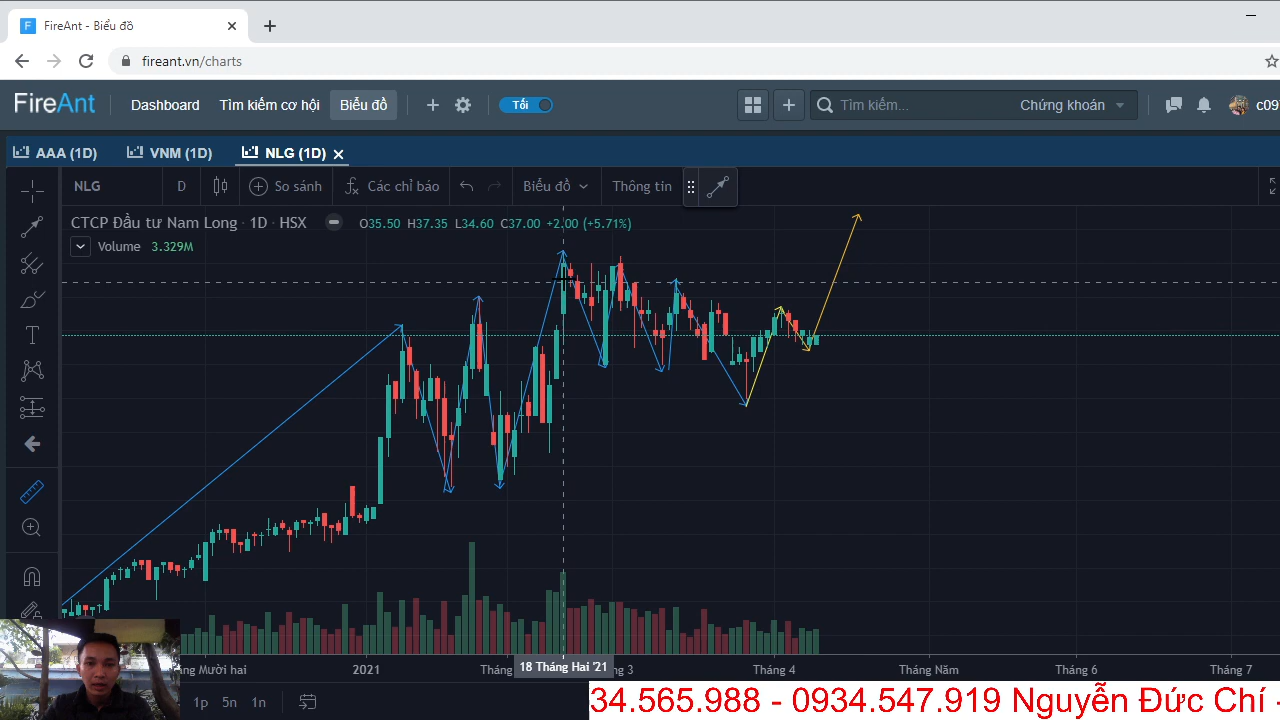 FireAnt - Biểu đồ
fireant.vn/charts
FireAnt Dashboard Tìm kiếm cơ hội Biểu đồ Tối Tìm kiếm... Chứng khoán c09
AAA (1D) VNM (1D) NLG (1D)
NLG D So sánh Các chỉ báo Biểu đồ Thông tin
CTCP Đầu tư Nam Long · 1D · HSX O35.50 H37.35 L34.60 C37.00 +2.00 (+5.71%)
Volume 3.329M
ng Mười hai 2021 Tháng 18 Tháng Hai '21 3 Tháng 4 Tháng Năm Tháng 6 Tháng 7
1p 5n 1n
34.565.988 - 0934.547.919 Nguyễn Đức Chí -